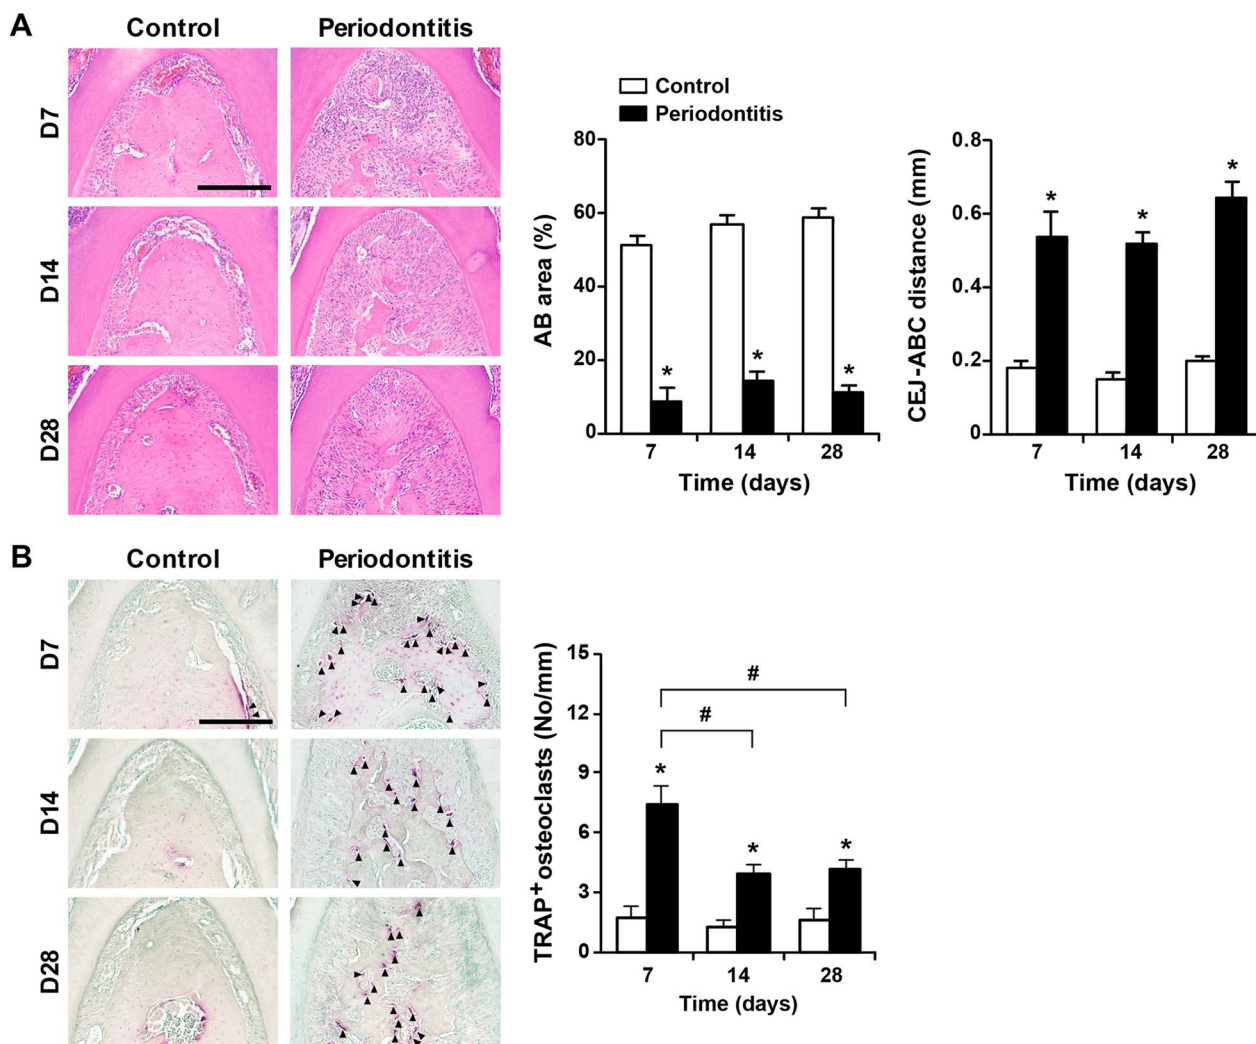 A
Control
Periodontitis
D7
D14
D28
Control
Periodontitis
AB area (%)
80
60
40
20
0
*
*
*
7
14
28
Time (days)
CEJ-ABC distance (mm)
0.8
0.6
0.4
0.2
0
*
*
*
7
14
28
Time (days)
B
Control
Periodontitis
D7
D14
D28
TRAP+osteoclasts (No/mm)
15
12
9
6
3
0
#
#
*
*
*
7
14
28
Time (days)